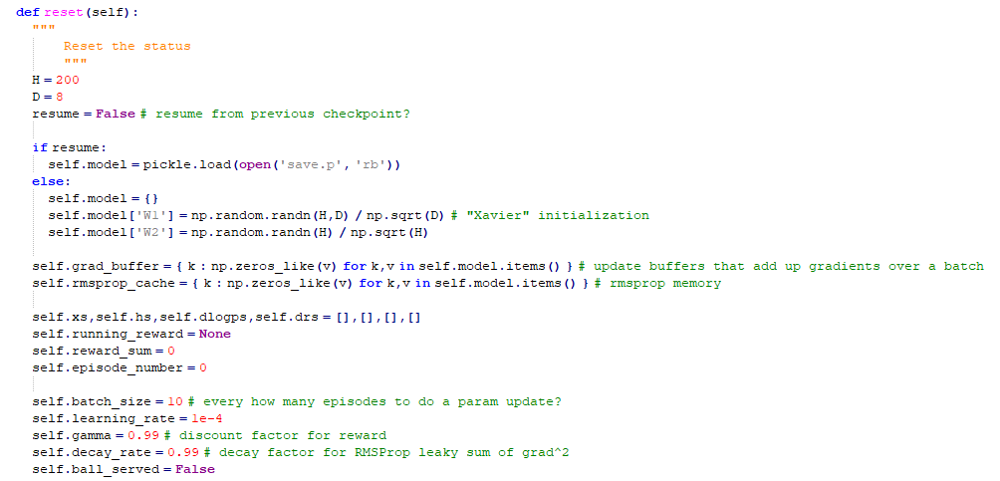 def reset(self):
"""
Reset the status
"""
H = 200
D = 8
resume = False # resume from previous checkpoint?
if resume:
self.model = pickle.load(open('save.p', 'rb'))
else:
self.model = {}
self.model['W1'] = np.random.randn(H,D) / np.sqrt(D) # "Xavier" initialization
self.model['W2'] = np.random.randn(H) / np.sqrt(H)
self.grad_buffer = { k : np.zeros_like(v) for k,v in self.model.items() } # update buffers that add up gradients over a batch
self.rmsprop_cache = { k : np.zeros_like(v) for k,v in self.model.items() } # rmsprop memory
self.xs,self.hs,self.dlogps,self.drs = [],[],[],[]
self.running_reward = None
self.reward_sum = 0
self.episode_number = 0
self.batch_size = 10 # every how many episodes to do a param update?
self.learning_rate = 1e-4
self.gamma = 0.99 # discount factor for reward
self.decay_rate = 0.99 # decay factor for RMSProp leaky sum of grad^2
self.ball_served = False